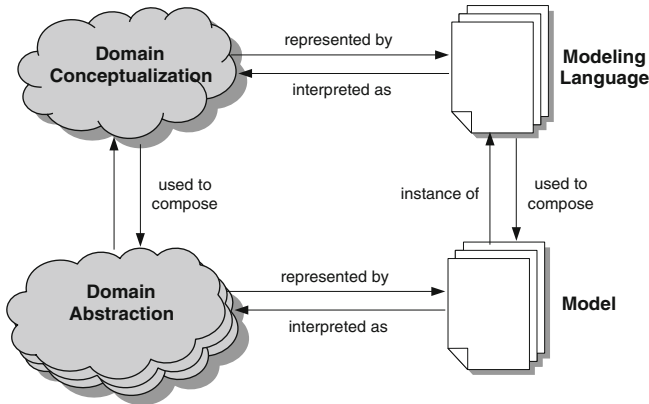 Domain
Conceptualization
represented by
interpreted as
Modeling
Language
used to
compose
instance of
used to
compose
Domain
Abstraction
represented by
interpreted as
Model